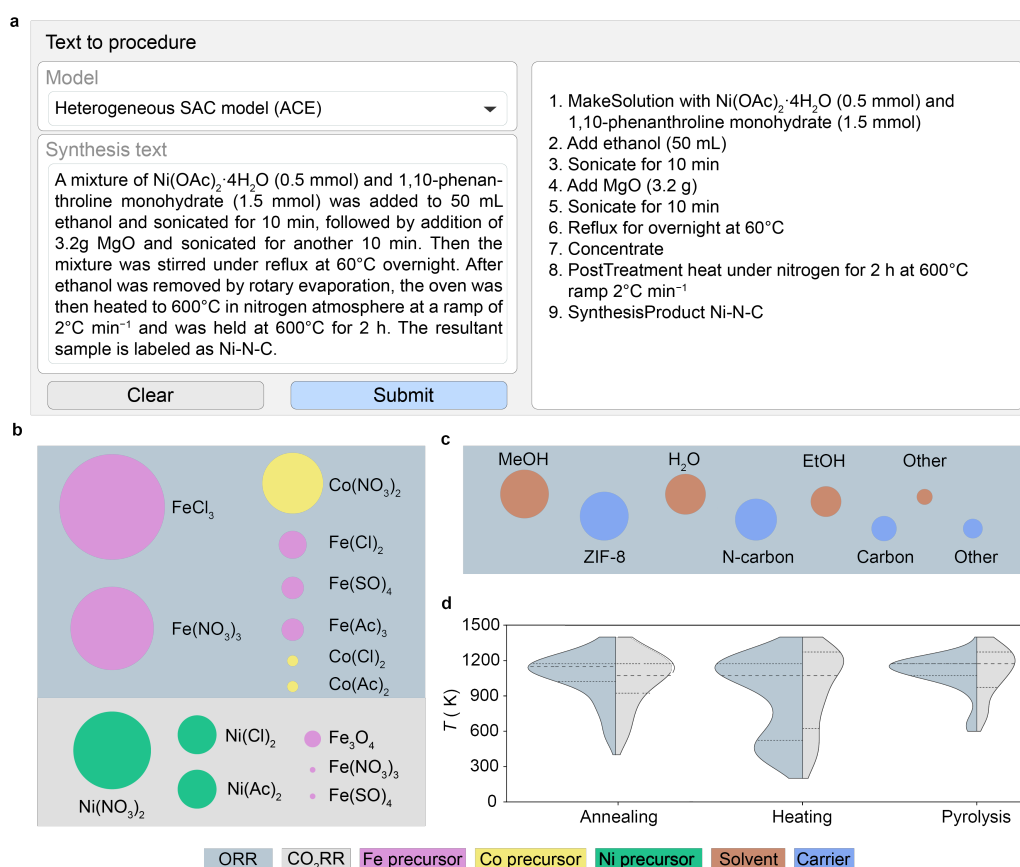 a
Text to procedure
Model
Heterogeneous SAC model (ACE)
Synthesis text
A mixture of Ni(OAc)₂·4H₂O (0.5 mmol) and 1,10-phenan-
throline monohydrate (1.5 mmol) was added to 50 mL
ethanol and sonicated for 10 min, followed by addition of
3.2g MgO and sonicated for another 10 min. Then the
mixture was stirred under reflux at 60°C overnight. After
ethanol was removed by rotary evaporation, the oven was
then heated to 600°C in nitrogen atmosphere at a ramp of
2°C min⁻¹ and was held at 600°C for 2 h. The resultant
sample is labeled as Ni-N-C.
Clear
Submit
1. MakeSolution with Ni(OAc)₂·4H₂O (0.5 mmol) and
1,10-phenanthroline monohydrate (1.5 mmol)
2. Add ethanol (50 mL)
3. Sonicate for 10 min
4. Add MgO (3.2 g)
5. Sonicate for 10 min
6. Reflux for overnight at 60°C
7. Concentrate
8. PostTreatment heat under nitrogen for 2 h at 600°C
ramp 2°C min⁻¹
9. SynthesisProduct Ni-N-C
b
FeCl₃
Co(NO₃)₂
Fe(Cl)₂
Fe(SO)₄
Fe(NO₃)₃
Fe(Ac)₃
Co(Cl)₂
Co(Ac)₂
Ni(NO₃)₂
Ni(Cl)₂
Ni(Ac)₂
Fe₃O₄
Fe(NO₃)₃
Fe(SO)₄
c
MeOH
H₂O
EtOH
Other
ZIF-8
N-carbon
Carbon
Other
d
T ( K)
1500
1200
900
600
300
0
Annealing
Heating
Pyrolysis
ORR
CO₂RR
Fe precursor
Co precursor
Ni precursor
Solvent
Carrier